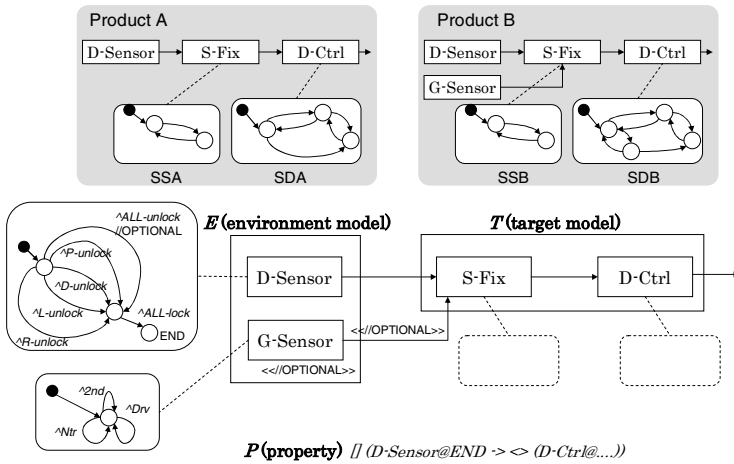 Product A
D-Sensor
S-Fix
D-Ctrl
SSA
SDA
Product B
D-Sensor
S-Fix
D-Ctrl
G-Sensor
SSB
SDB
^ALL-unlock
//OPTIONAL
^P-unlock
^D-unlock
^L-unlock
^ALL-lock
END
^R-unlock
E (environment model)
D-Sensor
G-Sensor
<<//OPTIONAL>>
<<//OPTIONAL>>
T (target model)
S-Fix
D-Ctrl
^2nd
^Drv
^Ntr
P (property) [] (D-Sensor@END -> <> (D-Ctrl@....))